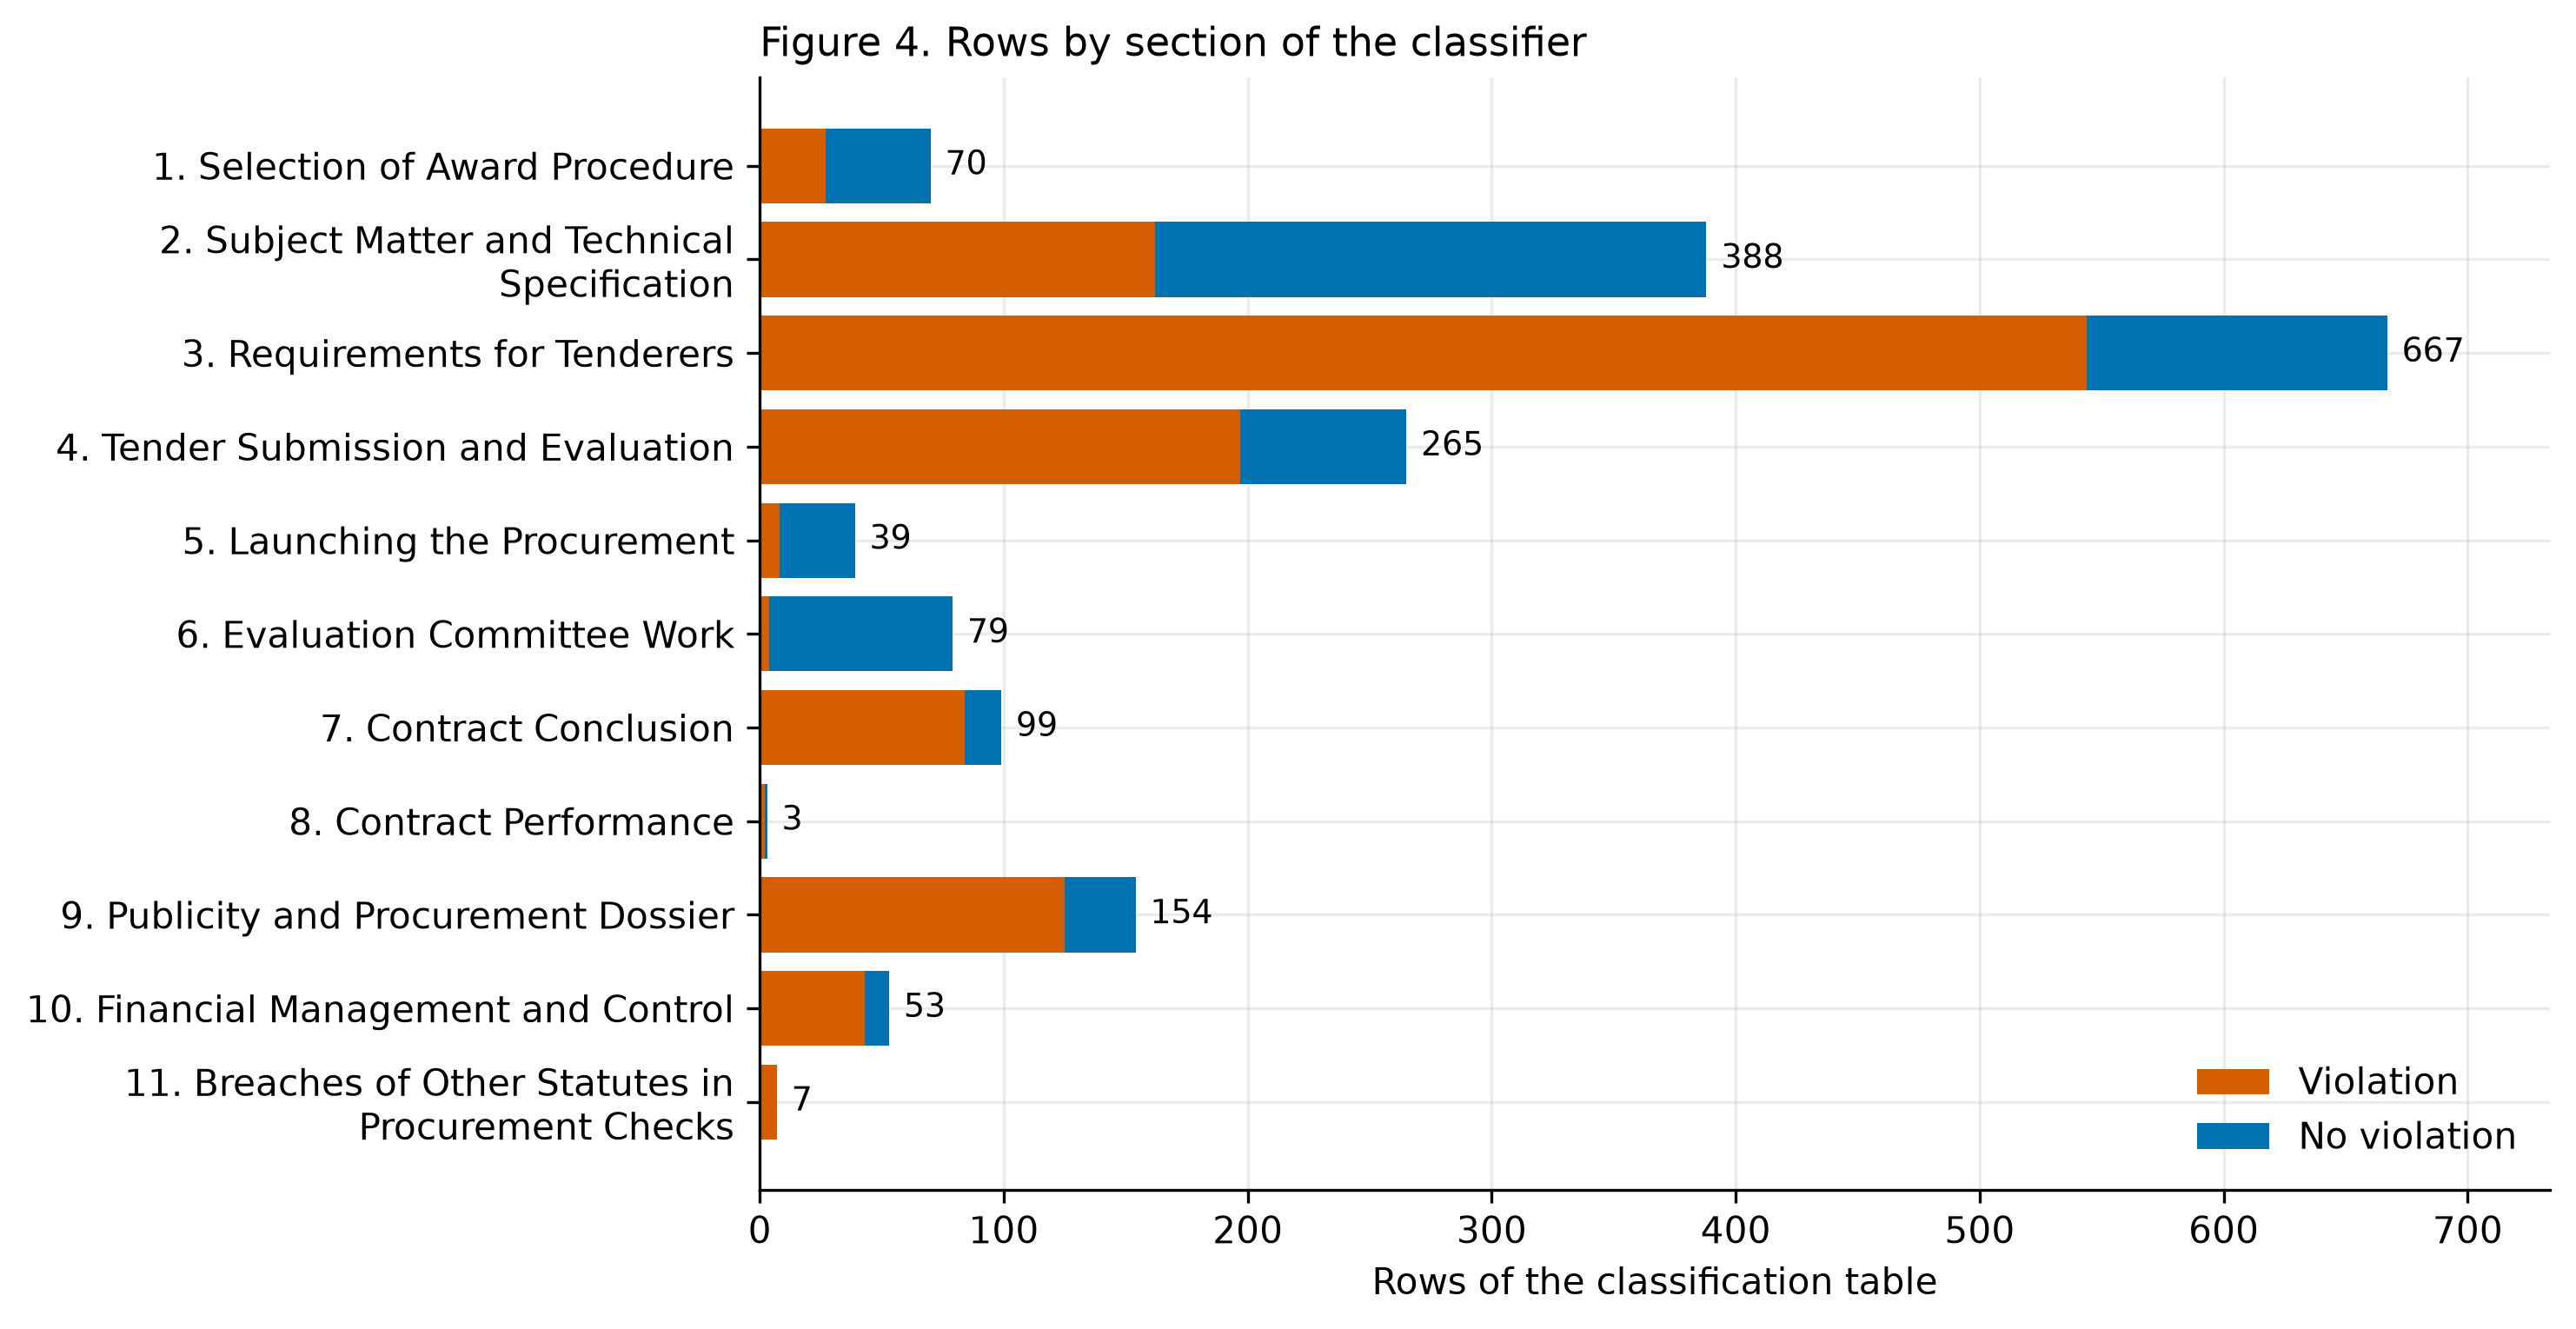 Figure 4. Rows by section of the classifier
1. Selection of Award Procedure
70
2. Subject Matter and Technical
Specification
388
3. Requirements for Tenderers
667
4. Tender Submission and Evaluation
265
5. Launching the Procurement
39
6. Evaluation Committee Work
79
7. Contract Conclusion
99
8. Contract Performance
3
9. Publicity and Procurement Dossier
154
10. Financial Management and Control
53
11. Breaches of Other Statutes in
Procurement Checks
7
Violation
No violation
0 100 200 300 400 500 600 700
Rows of the classification table